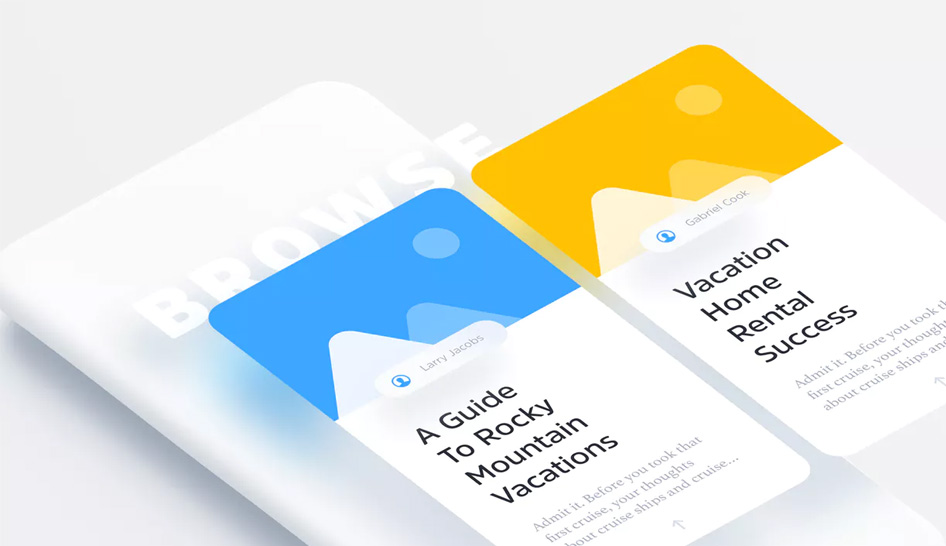 BROWSE
Larry Jacobs
A Guide
To Rocky
Mountain
Vacations
Admit it. Before you took that
first cruise, your thoughts
about cruise ships and cruise...
Gabriel Cook
Vacation
Home
Rental
Success
Admit it. Before you took
first cruise, your thoughts
about cruise ships and